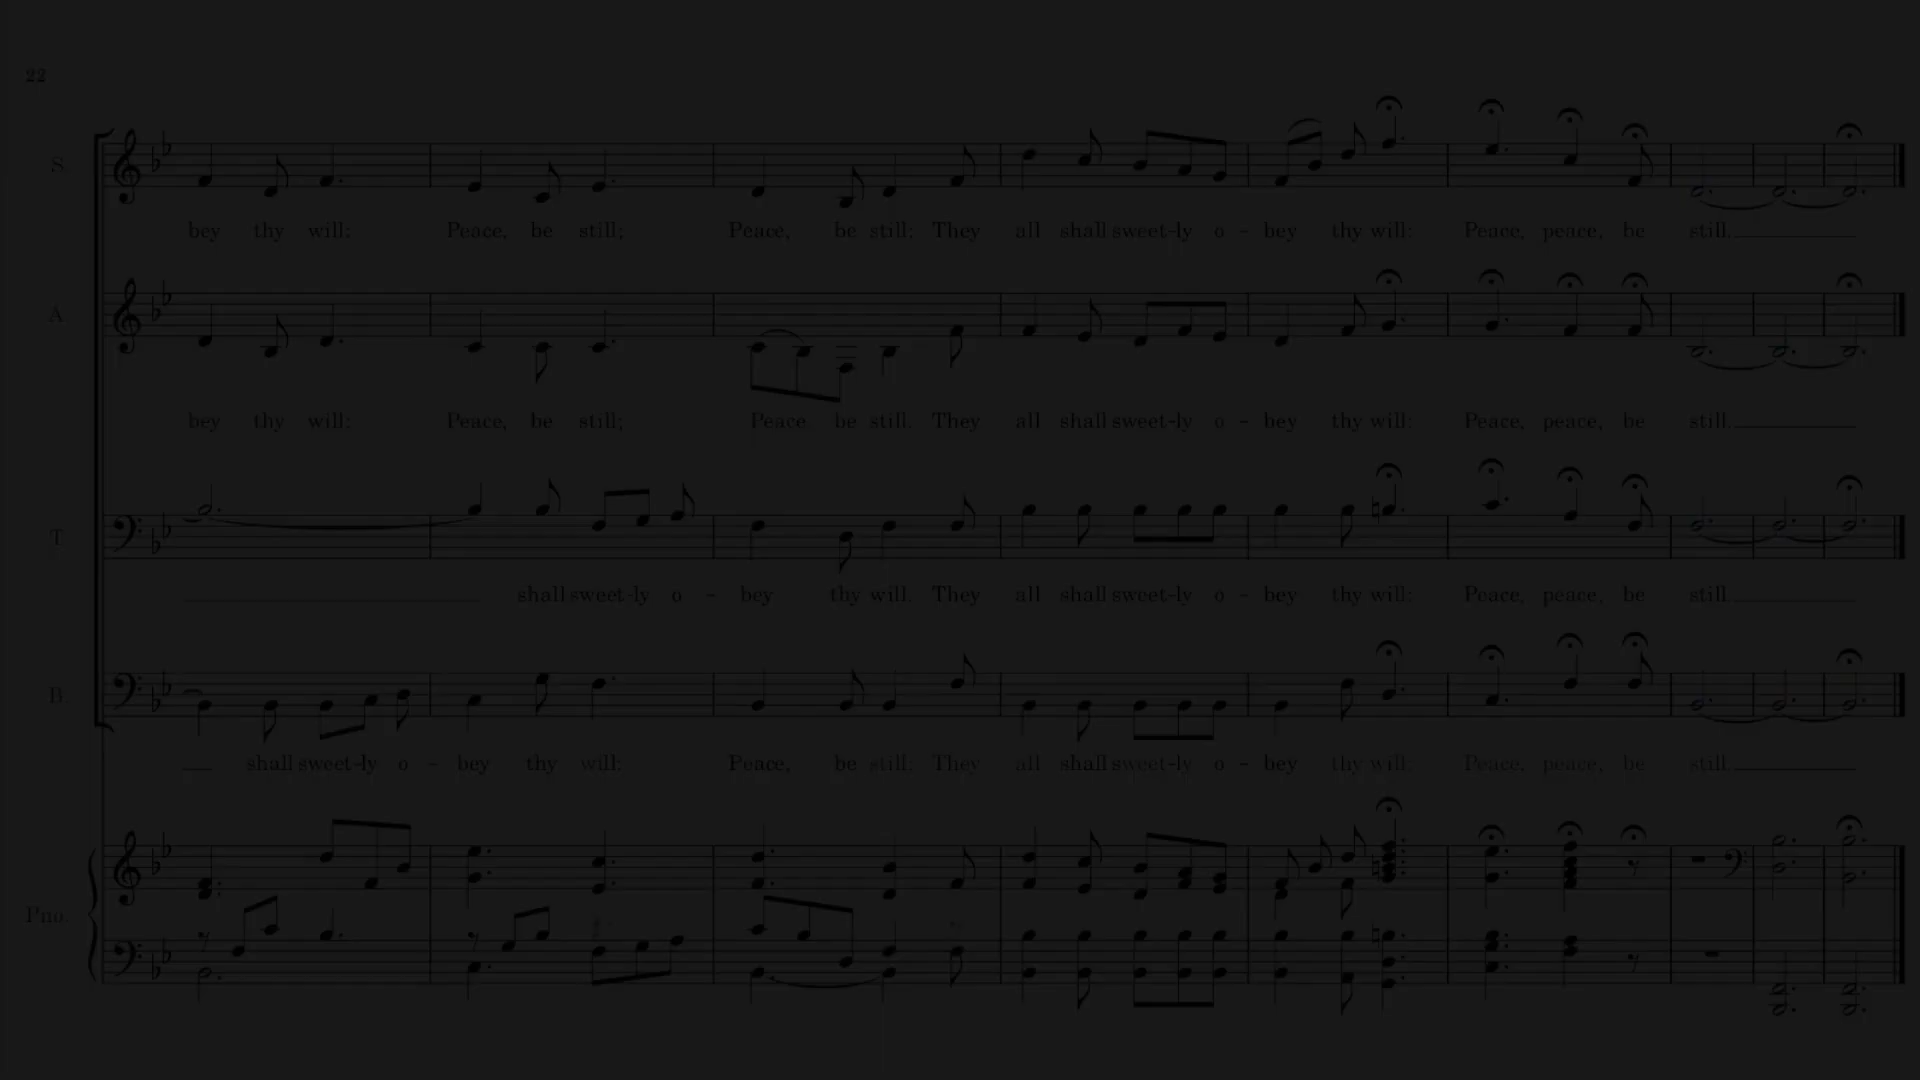 22
S.
bey thy will: Peace, be still; Peace, be still: They all shall sweet-ly o - bey thy will: Peace, peace, be still.
A.
bey thy will: Peace, be still; Peace be still. They all shall sweet-ly o - bey thy will: Peace, peace, be still.
T.
shall sweet-ly o - bey thy will. They all shall sweet-ly o - bey thy will: Peace, peace, be still.
B.
shall sweet-ly o - bey thy will: Peace, be still. They all shall sweet-ly o - bey thy will: Peace, peace, be still.
Pno.